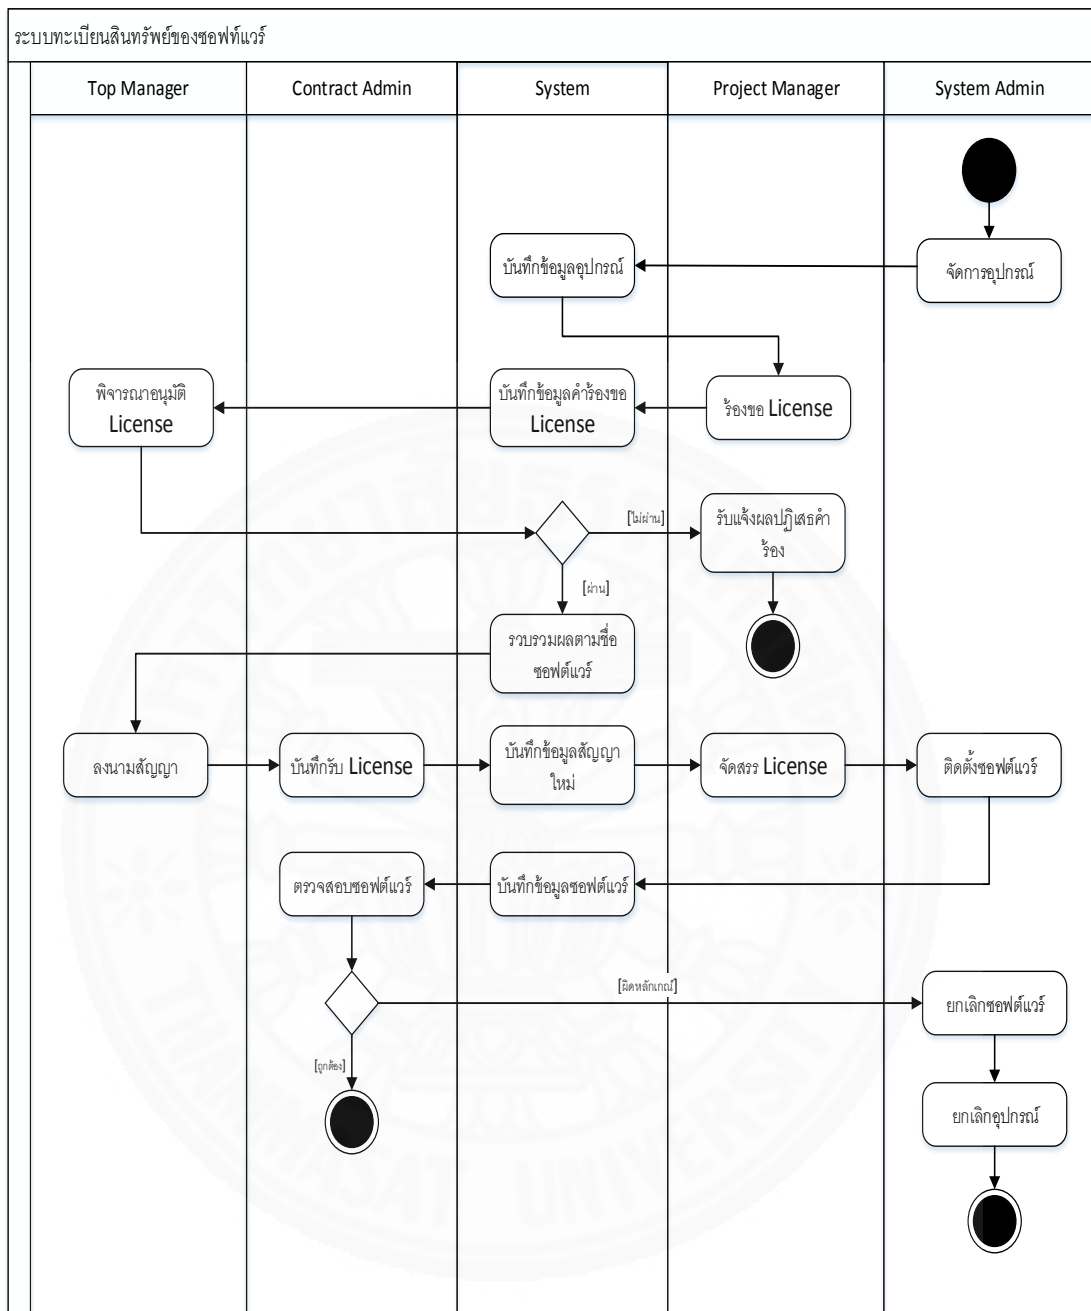 ระบบทะเบียนสินทรัพย์ของซอฟท์แวร์
Top Manager
Contract Admin
System
Project Manager
System Admin
บันทึกข้อมูลอุปกรณ์
จัดการอุปกรณ์
พิจารณาอนุมัติ
License
บันทึกข้อมูลคำร้องขอ
License
ร้องขอ License
[ไม่ผ่าน]
รับแจ้งผลปฏิเสธคำ
ร้อง
[ผ่าน]
รวบรวมผลตามชื่อ
ซอฟต์แวร์
ลงนามสัญญา
บันทึกรับ License
บันทึกข้อมูลสัญญา
ใหม่
จัดสรร License
ติดตั้งซอฟต์แวร์
ตรวจสอบซอฟต์แวร์
บันทึกข้อมูลซอฟต์แวร์
[ผิดหลักเกณ์]
ยกเลิกซอฟต์แวร์
[ถูกต้อง]
ยกเลิกอุปกรณ์
THAMMASAT UNIVERSITY